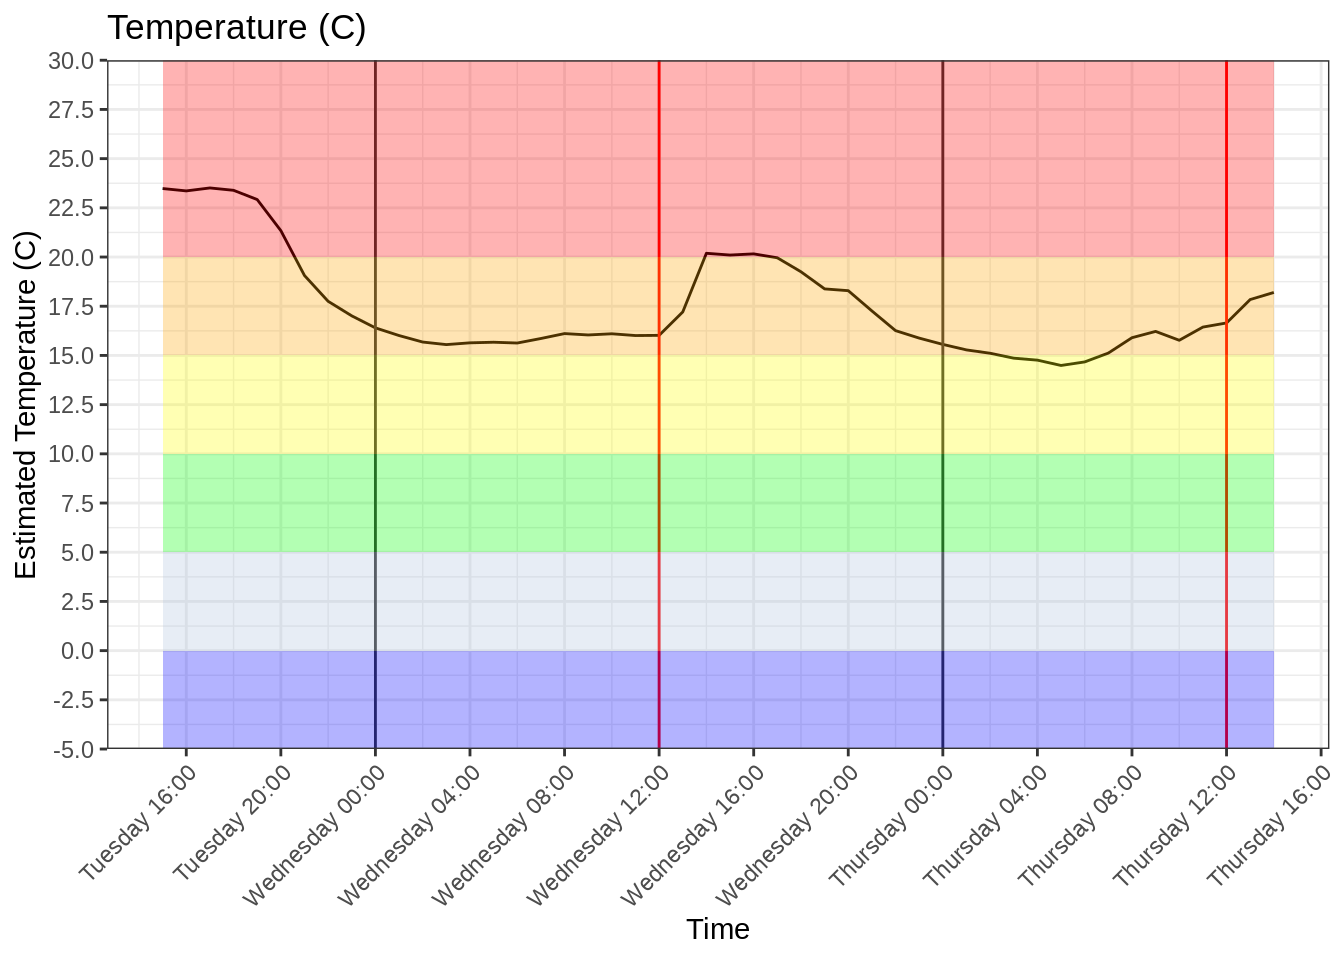 Temperature (C)
30.0
27.5
25.0
22.5
20.0
17.5
15.0
12.5
10.0
7.5
5.0
2.5
0.0
-2.5
-5.0
Estimated Temperature (C)
Tuesday 16:00
Tuesday 20:00
Wednesday 00:00
Wednesday 04:00
Wednesday 08:00
Wednesday 12:00
Wednesday 16:00
Wednesday 20:00
Thursday 00:00
Thursday 04:00
Thursday 08:00
Thursday 12:00
Thursday 16:00
Time